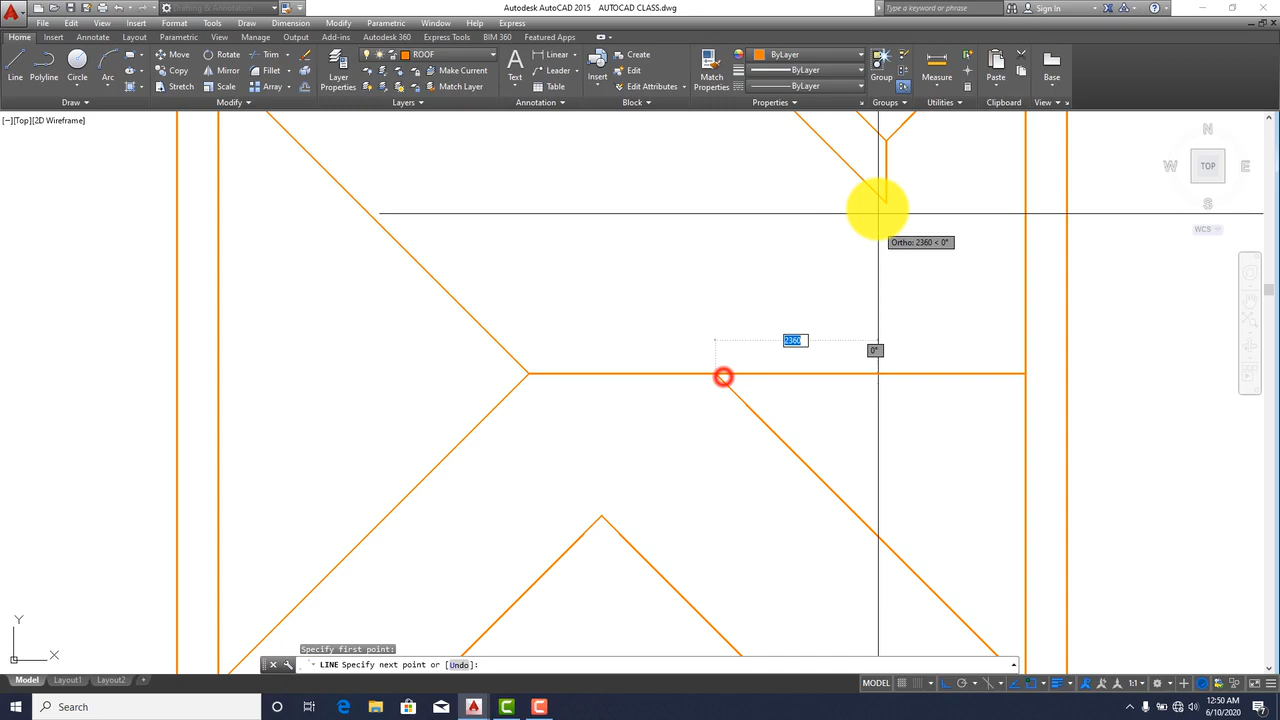 Autodesk AutoCAD 2015 AUTOCAD CLASS.dwg
Drafting & Annotation
Type a keyword or phrase
Sign In
File Edit View Insert Format Tools Draw Dimension Modify Parametric Window Help Express
Home Insert Annotate Layout Parametric View Manage Output Add-ins Autodesk 360 Express Tools BIM 360 Featured Apps
Line Polyline Circle Arc
Move Rotate Trim
Copy Mirror Fillet
Stretch Scale Array
Layer Properties
ROOF
Make Current
Match Layer
Text
Linear
Leader
Table
Insert
Create
Edit
Edit Attributes
Match Properties
ByLayer
ByLayer
ByLayer
Group
Measure
Paste
Base
Draw Modify Layers Annotation Block Properties Groups Utilities Clipboard View
[−][Top][2D Wireframe]
N
W TOP E
S
WCS
Ortho: 2360 < 0°
2360
0°
Y
X
Specify first point:
LINE Specify next point or [Undo]:
Model Layout1 Layout2 +
MODEL
1:1
Search
12:50 AM
6/10/2020